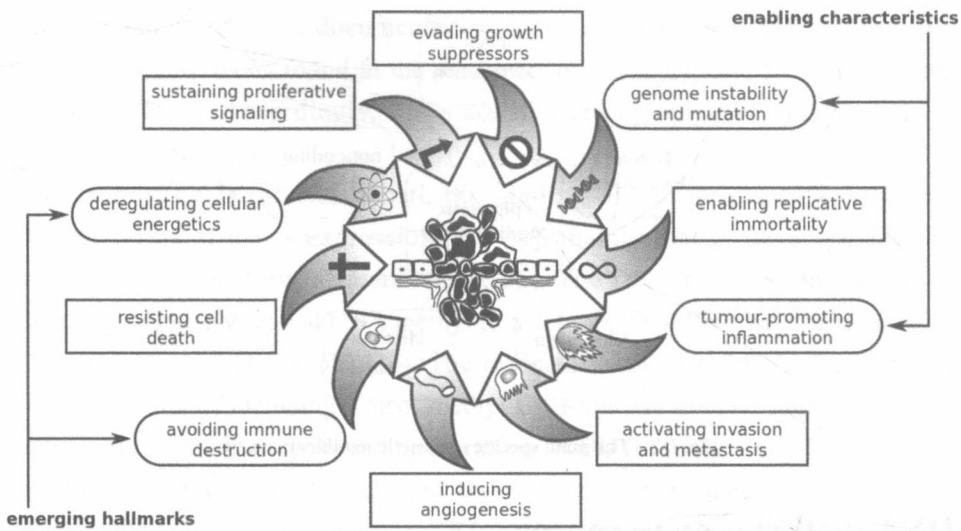 enabling characteristics
evading growth
suppressors
sustaining proliferative
signaling
genome instability
and mutation
deregulating cellular
energetics
enabling replicative
immortality
resisting cell
death
tumour-promoting
inflammation
avoiding immune
destruction
activating invasion
and metastasis
inducing
angiogenesis
emerging hallmarks